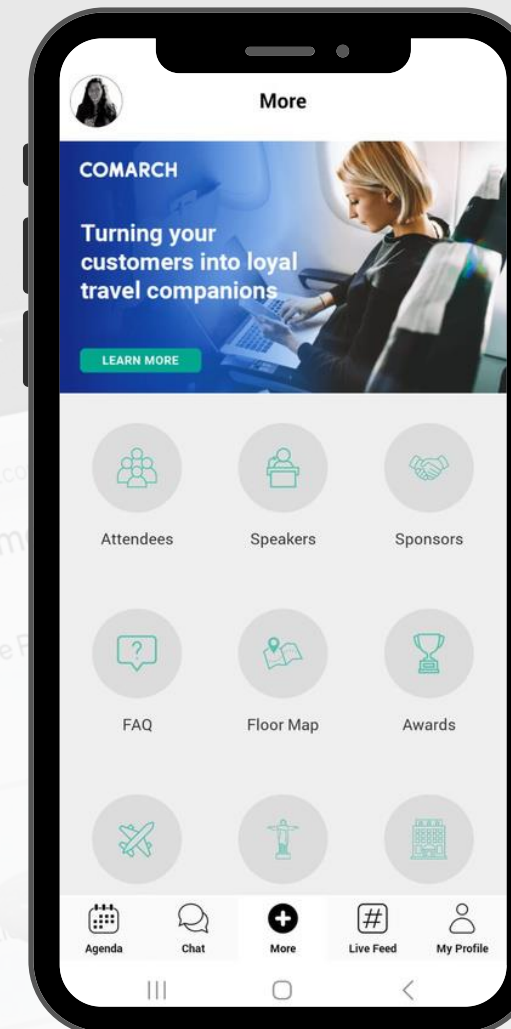 More
COMARCH
Turning your
customers into loyal
travel companions
LEARN MORE
Attendees
Speakers
Sponsors
?
FAQ
Floor Map
Awards
#
Agenda
Chat
More
Live Feed
My Profile